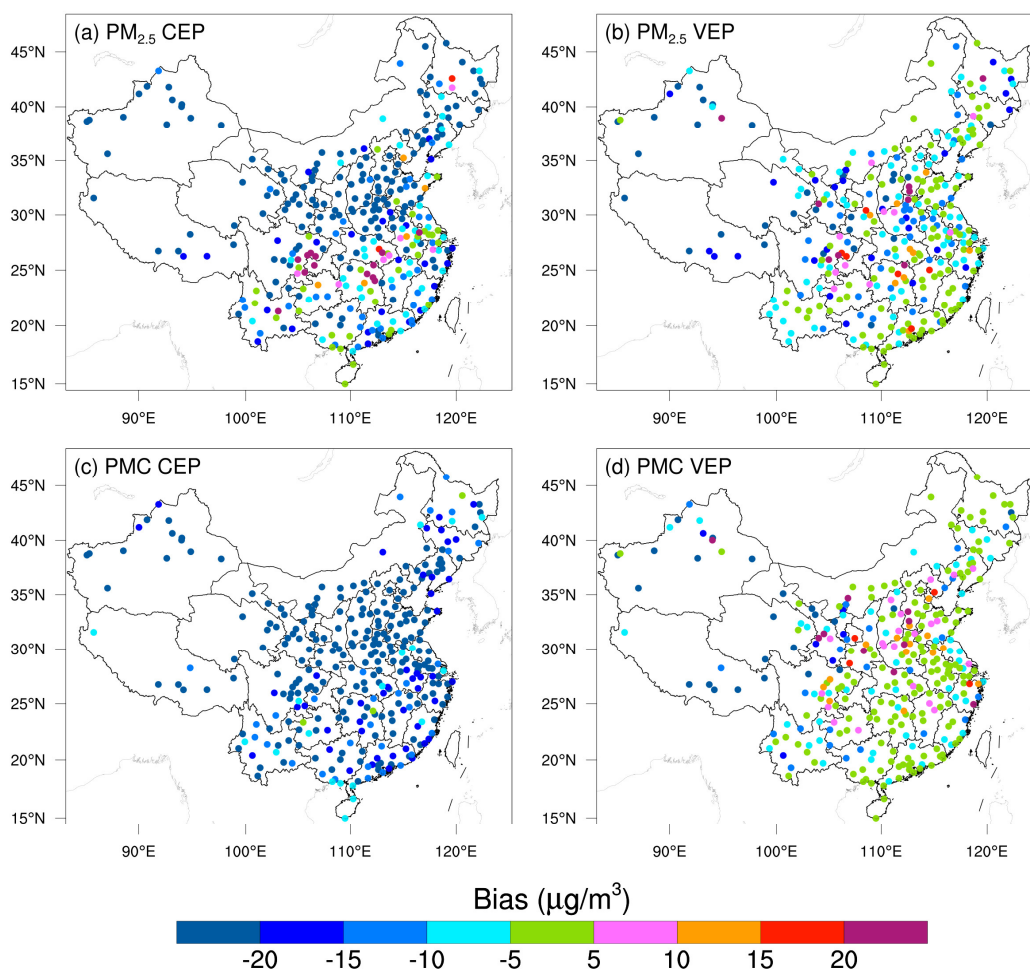 (a) PM2.5 CEP
(b) PM2.5 VEP
45°N
40°N
35°N
30°N
25°N
20°N
15°N
45°N
40°N
35°N
30°N
25°N
20°N
15°N
90°E 100°E 110°E 120°E
90°E 100°E 110°E 120°E
(c) PMC CEP
(d) PMC VEP
45°N
40°N
35°N
30°N
25°N
20°N
15°N
45°N
40°N
35°N
30°N
25°N
20°N
15°N
90°E 100°E 110°E 120°E
90°E 100°E 110°E 120°E
Bias (μg/m³)
-20 -15 -10 -5 5 10 15 20